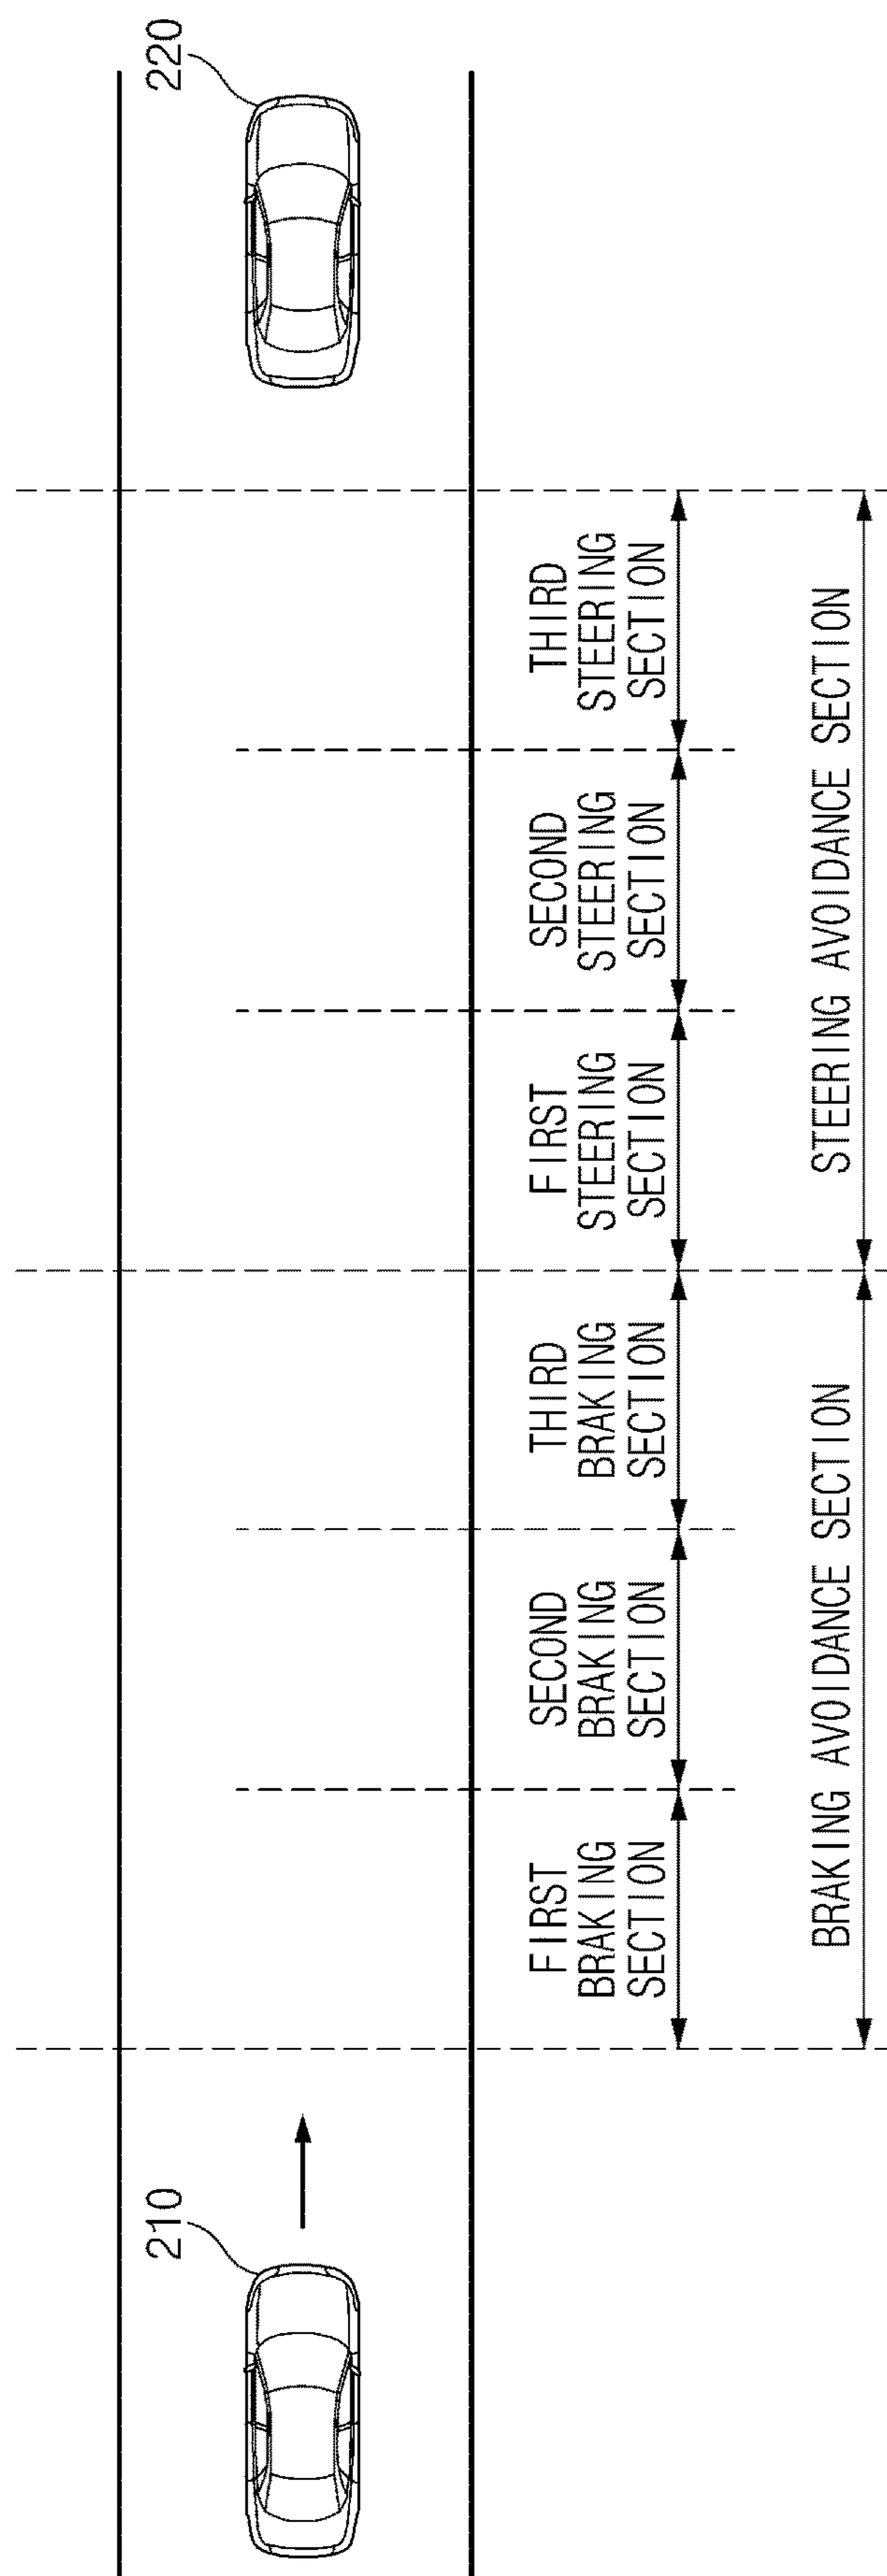 210
220
FIRST
BRAKING
SECTION
SECOND
BRAKING
SECTION
THIRD
BRAKING
SECTION
FIRST
STEERING
SECTION
SECOND
STEERING
SECTION
THIRD
STEERING
SECTION
BRAKING AVOIDANCE SECTION
STEERING AVOIDANCE SECTION